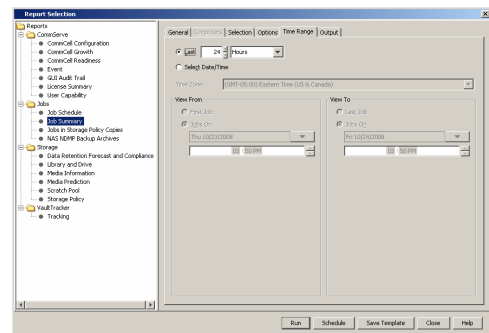 Report Selection
Reports
CommServe
CommCell Configuration
CommCell Growth
CommCell Readiness
Event
GUI Audit Trail
License Summary
User Capability
Jobs
Job Schedule
Job Summary
Jobs in Storage Policy Copies
NAS NDMP Backup Archives
Storage
Data Retention Forecast and Compliance
Library and Drive
Media Information
Media Prediction
Scratch Pool
Storage Policy
VaultTracker
Tracking
General Computers Selection Options Time Range Output
Last 24 Hours
Select Date/Time
Time Zone: (GMT-05:00) Eastern Time (US & Canada)
View From
First Job
Jobs On
Thu 10/23/2008
03 : 50 PM
View To
Last Job
Jobs On
Fri 10/24/2008
03 : 50 PM
Run Schedule Save Template Close Help